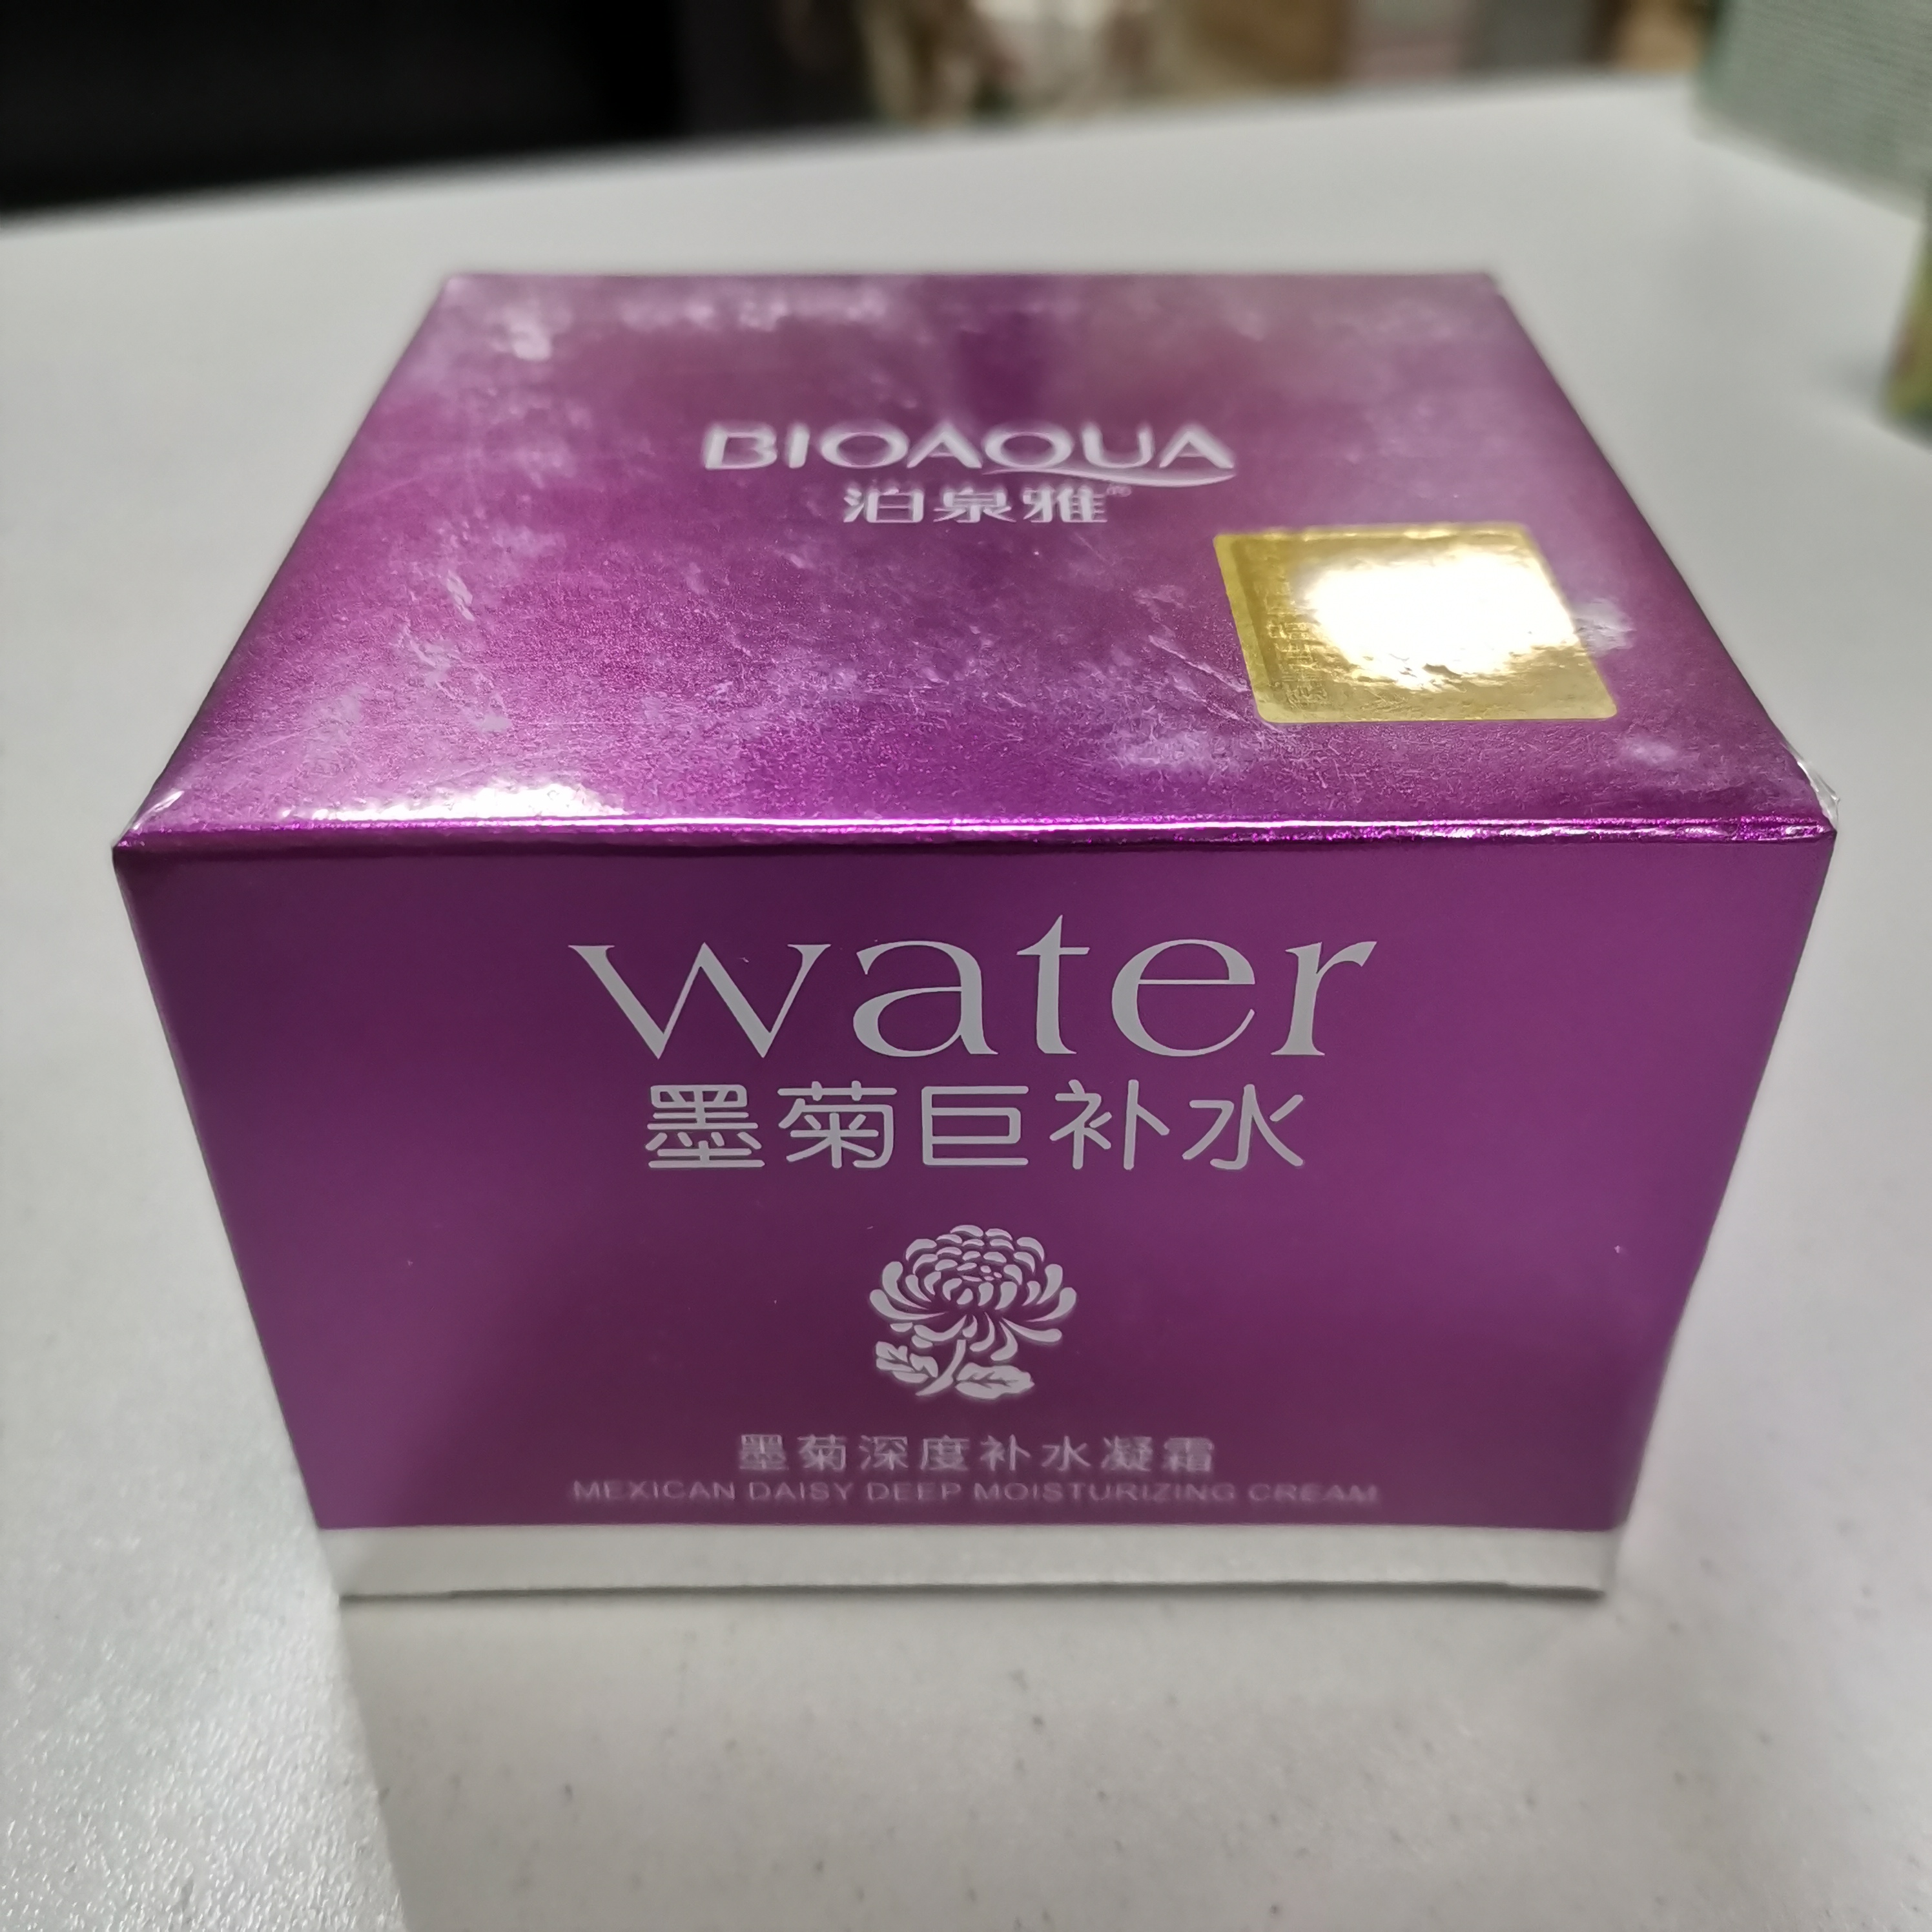 BIOAQUA
泊泉雅®
water
墨菊巨补水
墨菊深度补水凝霜
MEXICAN DAISY DEEP MOISTURIZING CREAM